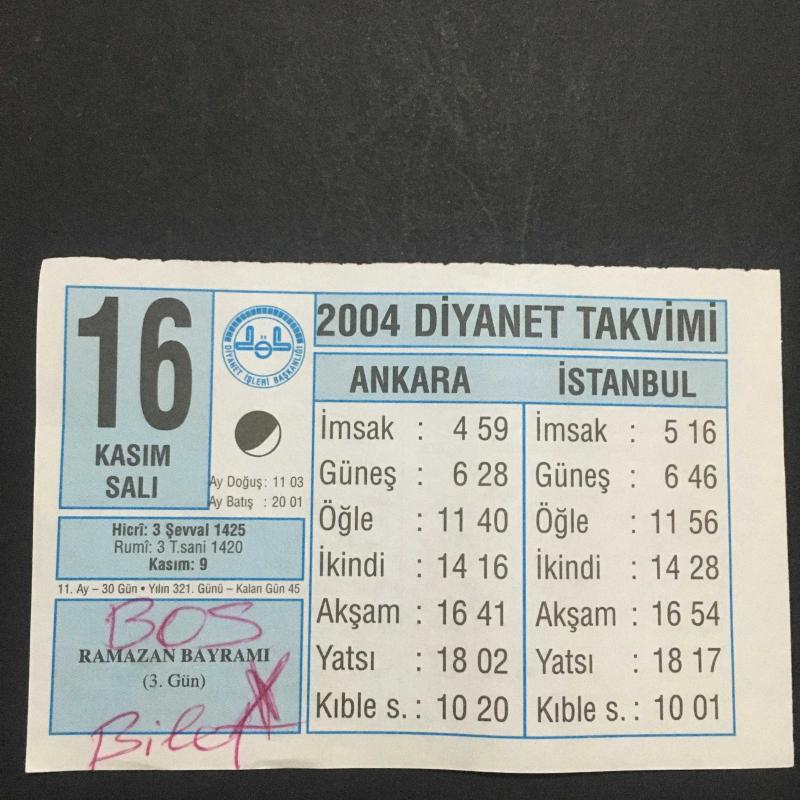 16
KASIM
SALI
DİYANET İŞLERİ BAŞKANLIĞI
Ay Doğuş: 11 03
Ay Batış : 20 01
Hicrî: 3 Şevval 1425
Rumî: 3 T.sani 1420
Kasım: 9
11. Ay – 30 Gün • Yılın 321. Günü – Kalan Gün 45
BOS
RAMAZAN BAYRAMI
(3. Gün)
X
Bilet
2004 DİYANET TAKVİMİ
ANKARA
İmsak : 4 59
Güneş : 6 28
Öğle : 11 40
İkindi : 14 16
Akşam : 16 41
Yatsı : 18 02
Kıble s. : 10 20
İSTANBUL
İmsak : 5 16
Güneş : 6 46
Öğle : 11 56
İkindi : 14 28
Akşam : 16 54
Yatsı : 18 17
Kıble s. : 10 01